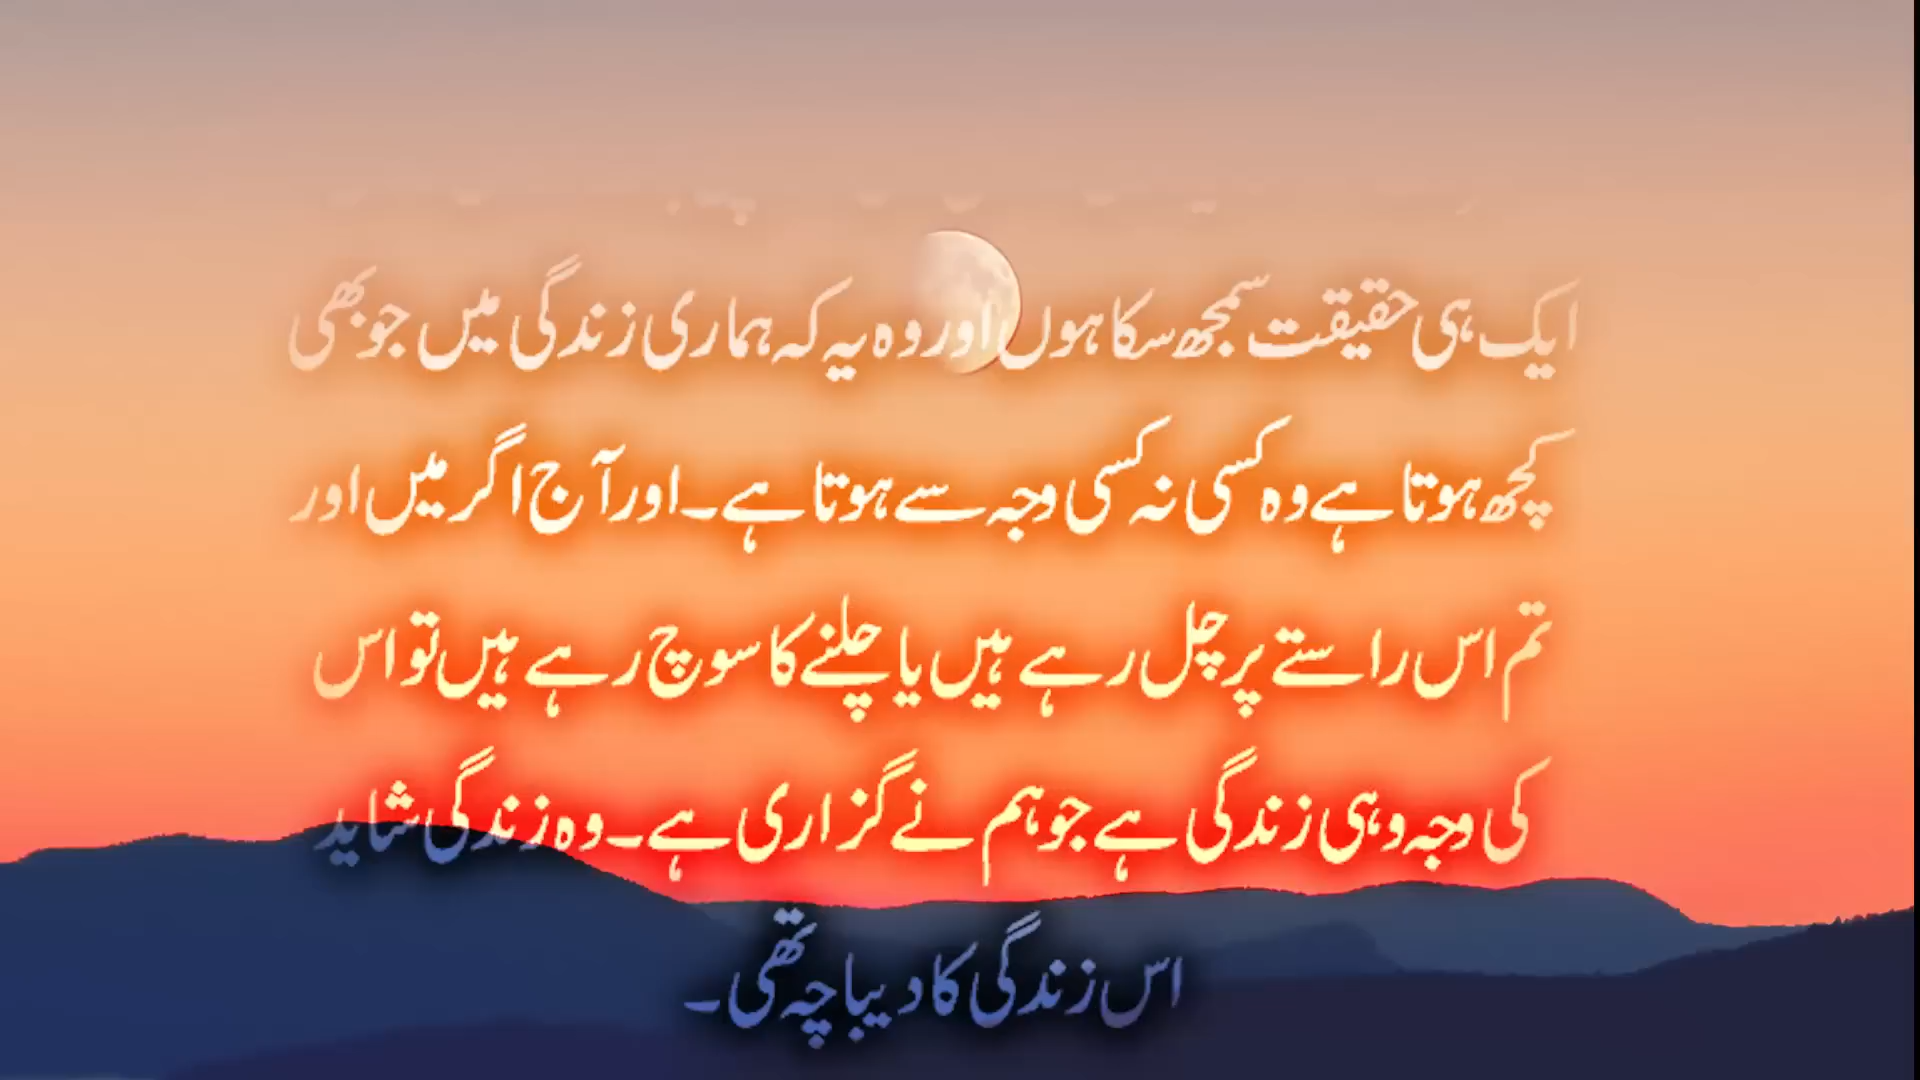 ایک ہی حقیقت سمجھ سکا ہوں اور وہ یہ کہ ہماری زندگی میں جو بھی
کچھ ہوتا ہے وہ کسی نہ کسی وجہ سے ہوتا ہے۔ اور آج اگر میں اور
تم اس راستے پر چل رہے ہیں یا چلنے کا سوچ رہے ہیں تو اس
کی وجہ وہی زندگی ہے جو ہم نے گزاری ہے۔ وہ زندگی شاید
اس زندگی کا دیباچہ تھی۔